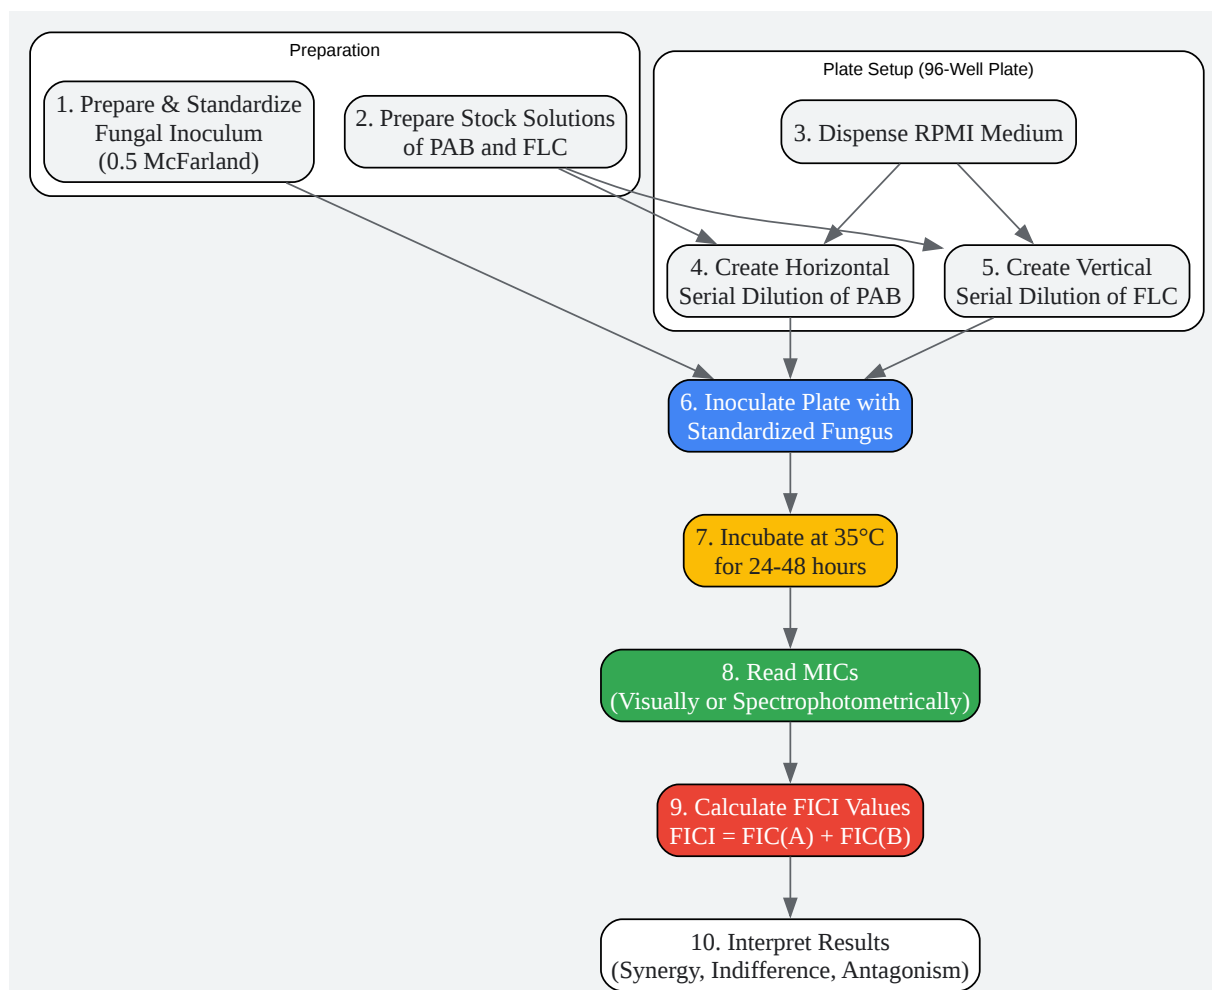 Preparation
1. Prepare & Standardize
Fungal Inoculum
(0.5 McFarland)
2. Prepare Stock Solutions
of PAB and FLC
Plate Setup (96-Well Plate)
3. Dispense RPMI Medium
4. Create Horizontal
Serial Dilution of PAB
5. Create Vertical
Serial Dilution of FLC
6. Inoculate Plate with
Standardized Fungus
7. Incubate at 35°C
for 24-48 hours
8. Read MICs
(Visually or Spectrophotometrically)
9. Calculate FICI Values
FICI = FIC(A) + FIC(B)
10. Interpret Results
(Synergy, Indifference, Antagonism)